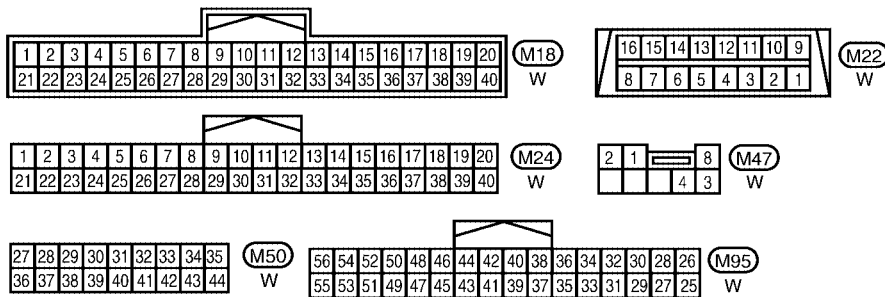 1 2 3 4 5 6 7 8 9 10 11 12 13 14 15 16 17 18 19 20 M18
21 22 23 24 25 26 27 28 29 30 31 32 33 34 35 36 37 38 39 40 W
16 15 14 13 12 11 10 9 M22
8 7 6 5 4 3 2 1 W
1 2 3 4 5 6 7 8 9 10 11 12 13 14 15 16 17 18 19 20 M24
21 22 23 24 25 26 27 28 29 30 31 32 33 34 35 36 37 38 39 40 W
2 1 8 M47
4 3 W
27 28 29 30 31 32 33 34 35 M50
36 37 38 39 40 41 42 43 44 W
56 54 52 50 48 46 44 42 40 38 36 34 32 30 28 26 M95
55 53 51 49 47 45 43 41 39 37 35 33 31 29 27 25 W